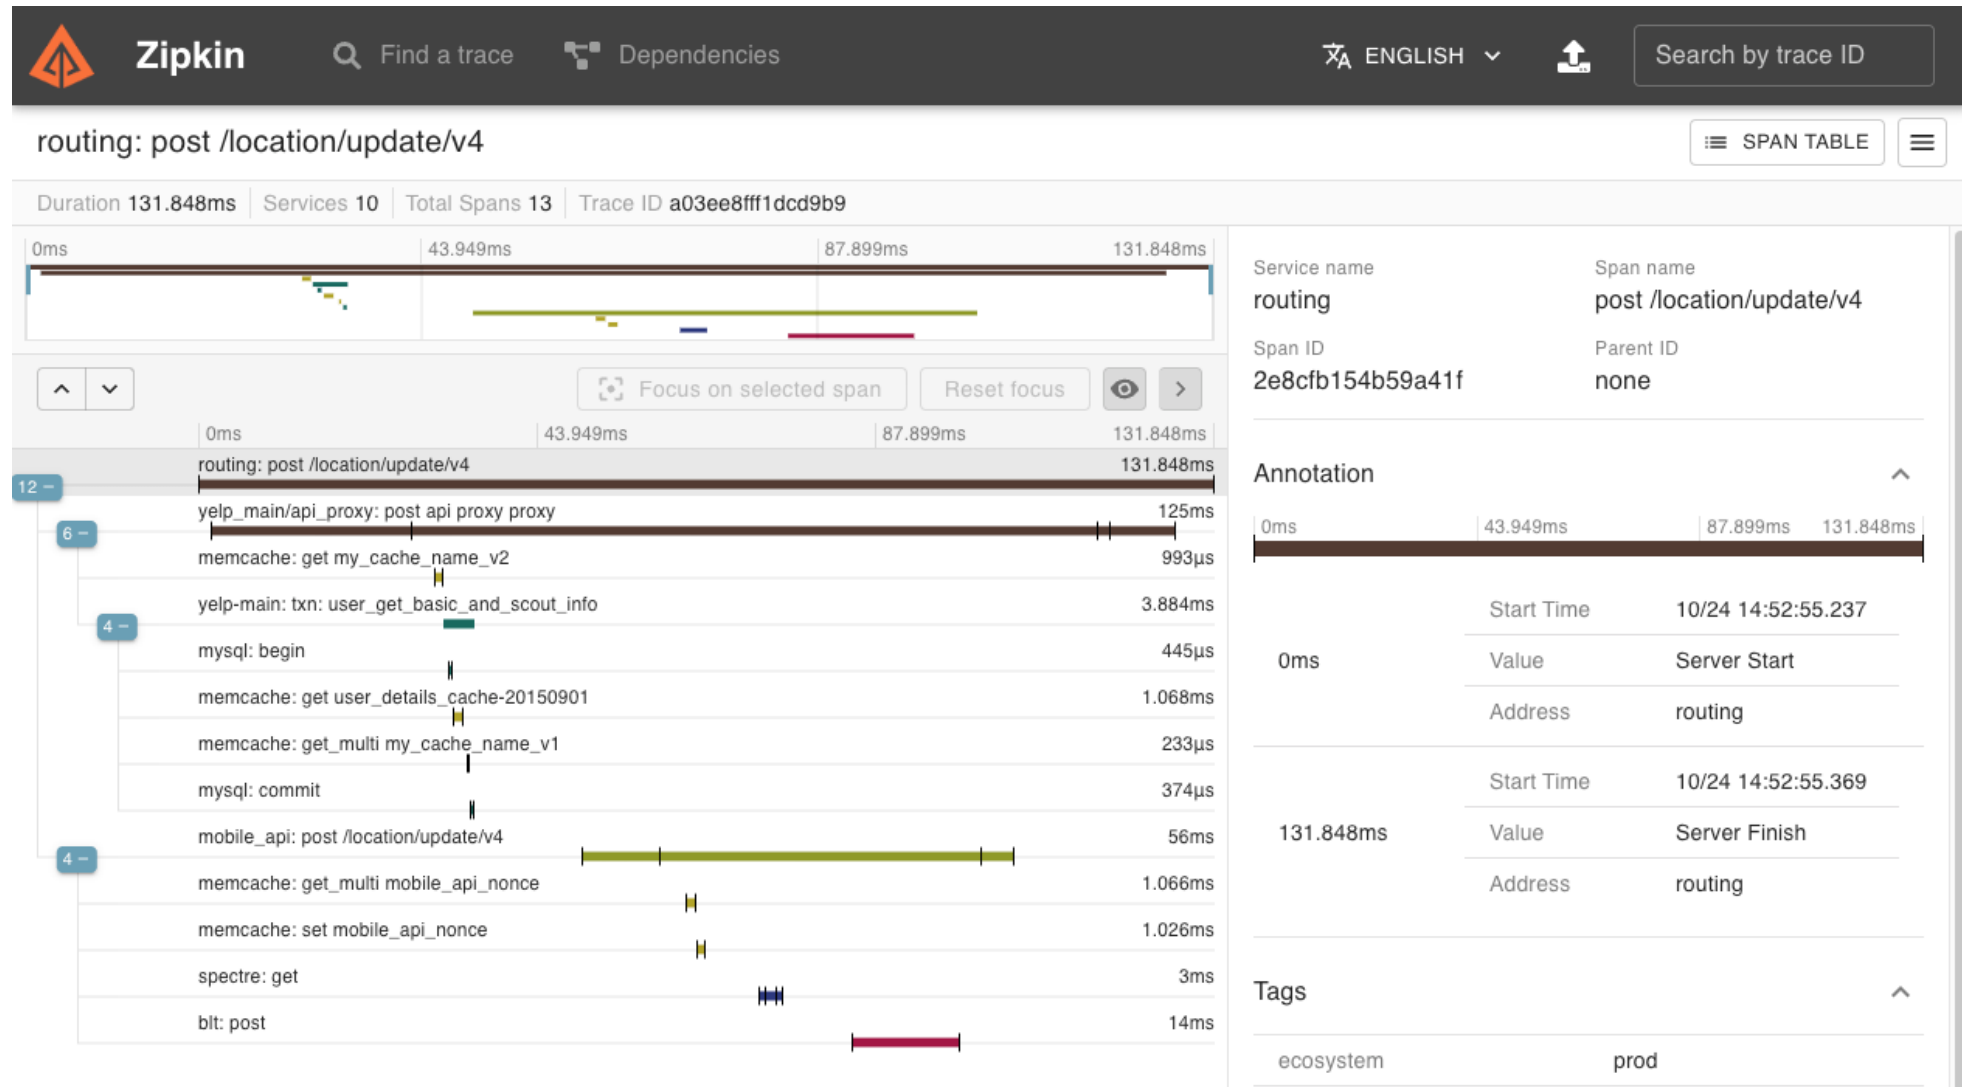 Zipkin Find a trace Dependencies ENGLISH Search by trace ID
routing: post /location/update/v4 SPAN TABLE
Duration 131.848ms Services 10 Total Spans 13 Trace ID a03ee8fff1dcd9b9
0ms 43.949ms 87.899ms 131.848ms
Focus on selected span Reset focus
0ms 43.949ms 87.899ms 131.848ms
routing: post /location/update/v4 131.848ms
12 −
yelp_main/api_proxy: post api proxy proxy 125ms
6 −
memcache: get my_cache_name_v2 993μs
yelp-main: txn: user_get_basic_and_scout_info 3.884ms
4 −
mysql: begin 445μs
memcache: get user_details_cache-20150901 1.068ms
memcache: get_multi my_cache_name_v1 233μs
mysql: commit 374μs
mobile_api: post /location/update/v4 56ms
4 −
memcache: get_multi mobile_api_nonce 1.066ms
memcache: set mobile_api_nonce 1.026ms
spectre: get 3ms
blt: post 14ms
Service name Span name
routing post /location/update/v4
Span ID Parent ID
2e8cfb154b59a41f none
Annotation
0ms 43.949ms 87.899ms 131.848ms
Start Time 10/24 14:52:55.237
0ms Value Server Start
Address routing
Start Time 10/24 14:52:55.369
131.848ms Value Server Finish
Address routing
Tags
ecosystem prod